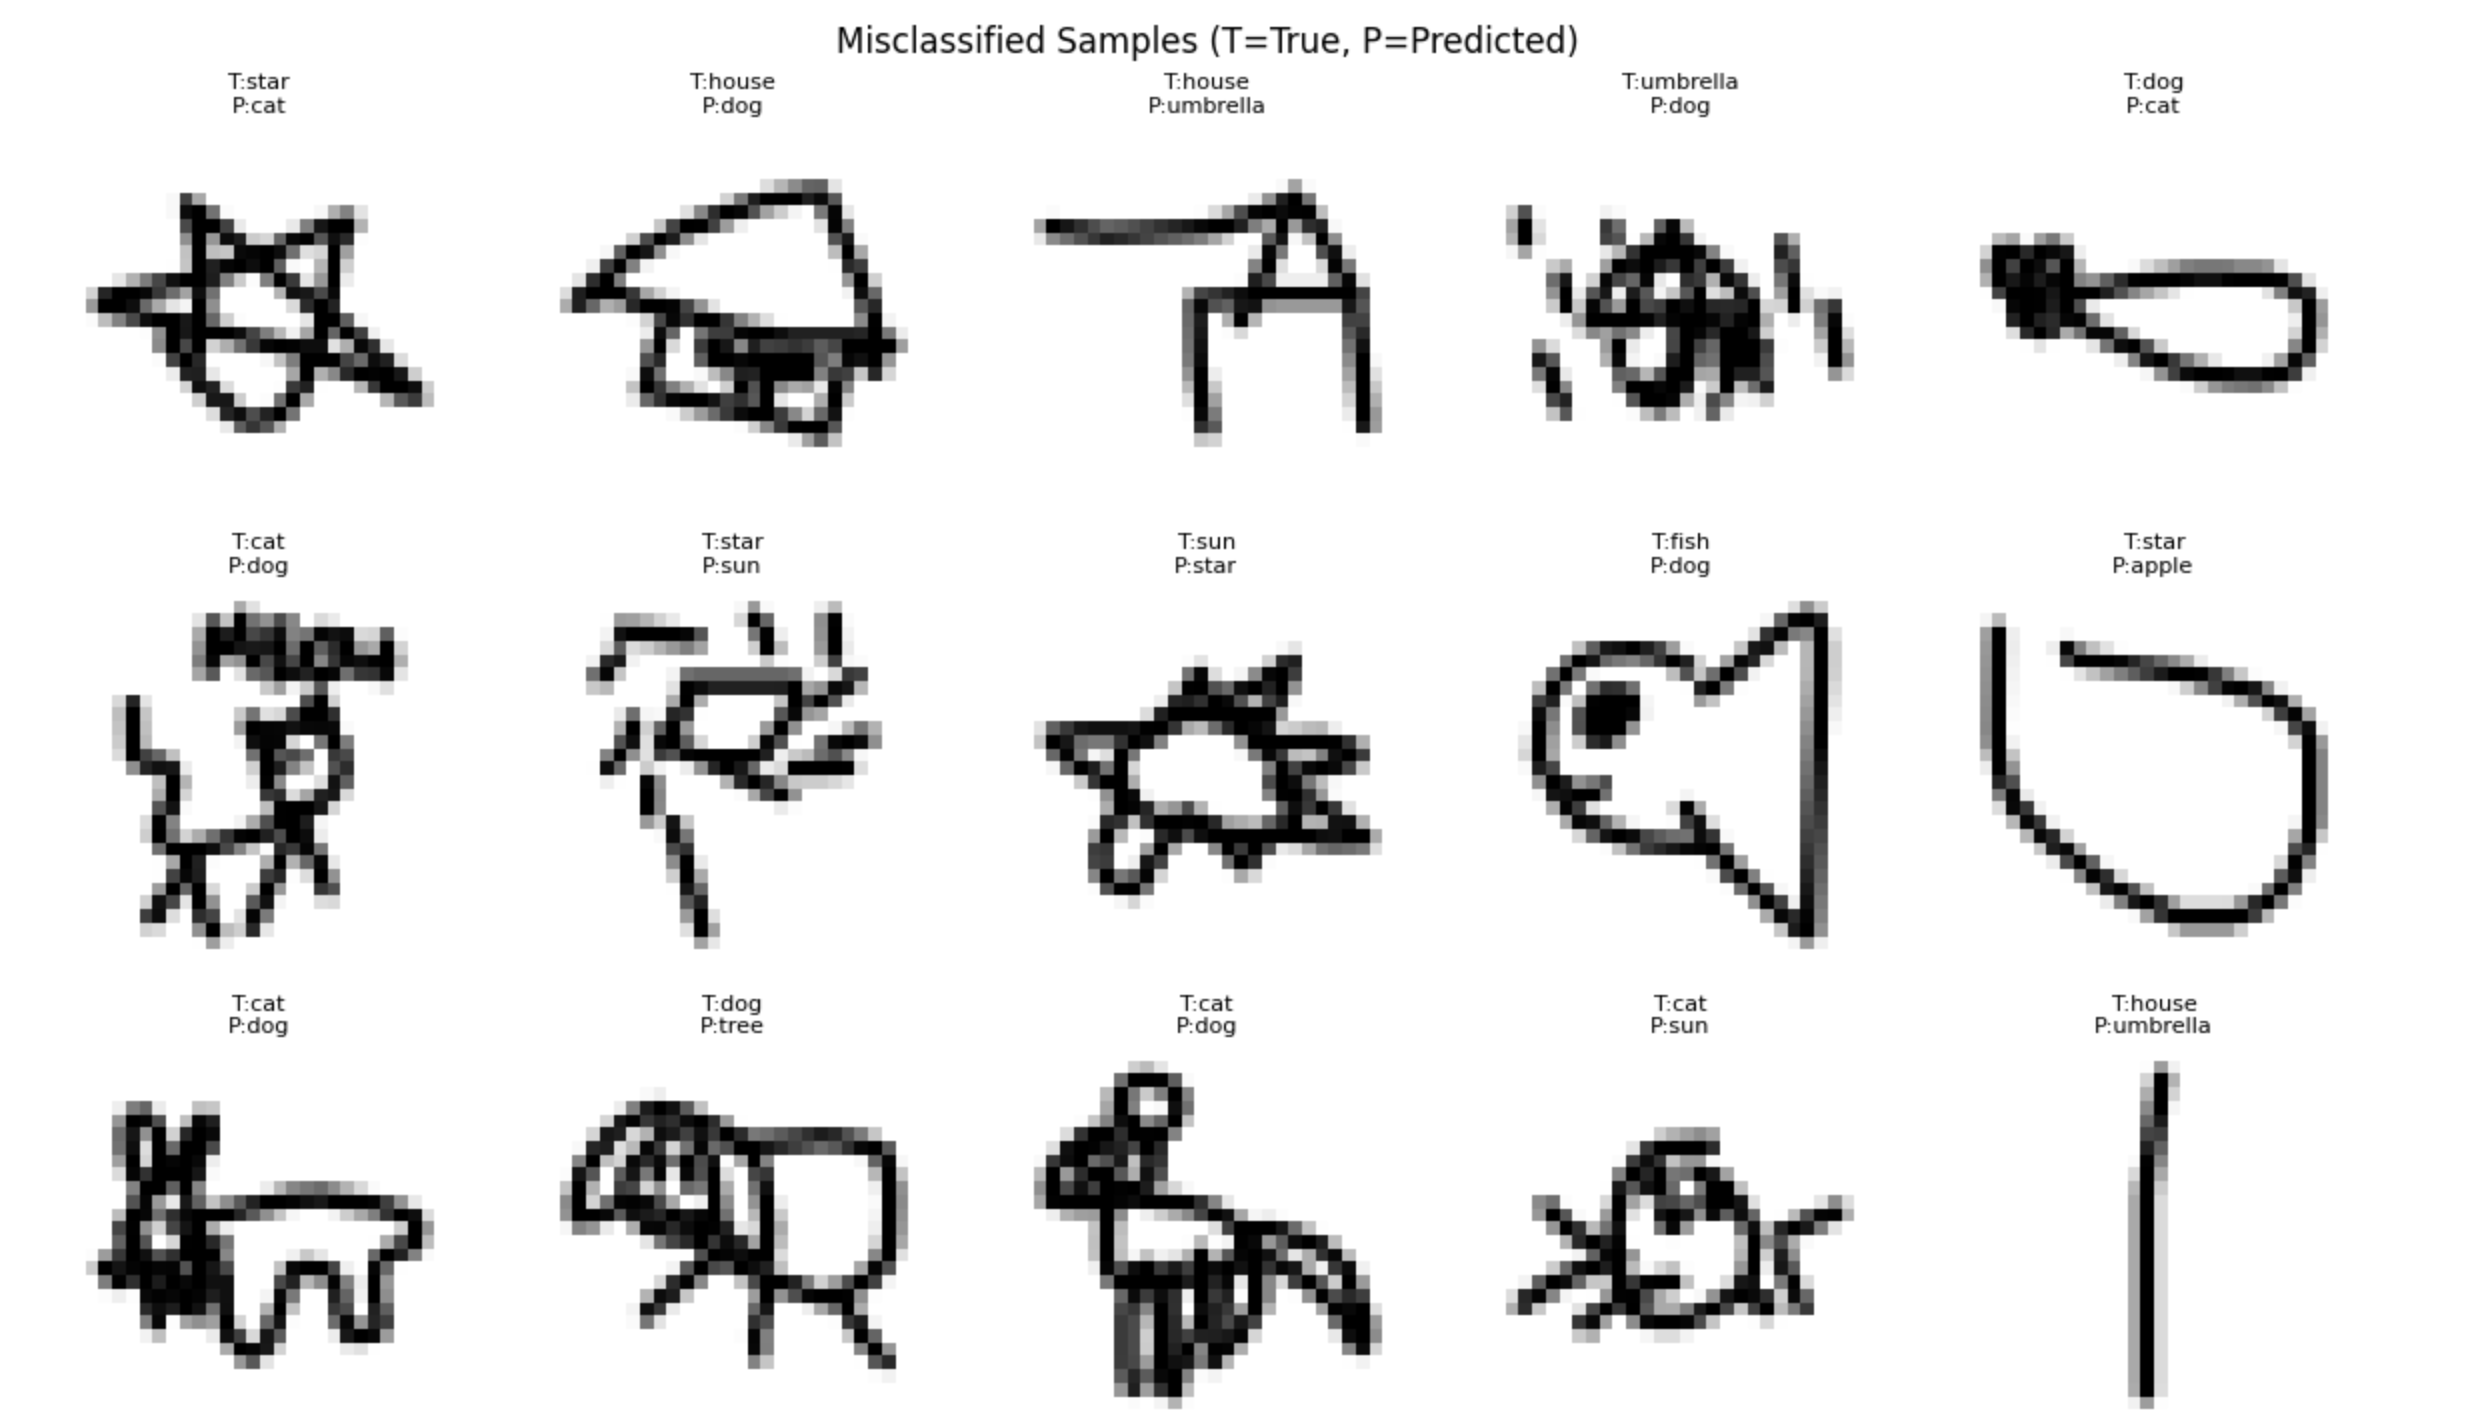 Misclassified Samples (T=True, P=Predicted)
T:star
P:cat
T:house
P:dog
T:house
P:umbrella
T:umbrella
P:dog
T:dog
P:cat
T:cat
P:dog
T:star
P:sun
T:sun
P:star
T:fish
P:dog
T:star
P:apple
T:cat
P:dog
T:dog
P:tree
T:cat
P:dog
T:cat
P:sun
T:house
P:umbrella